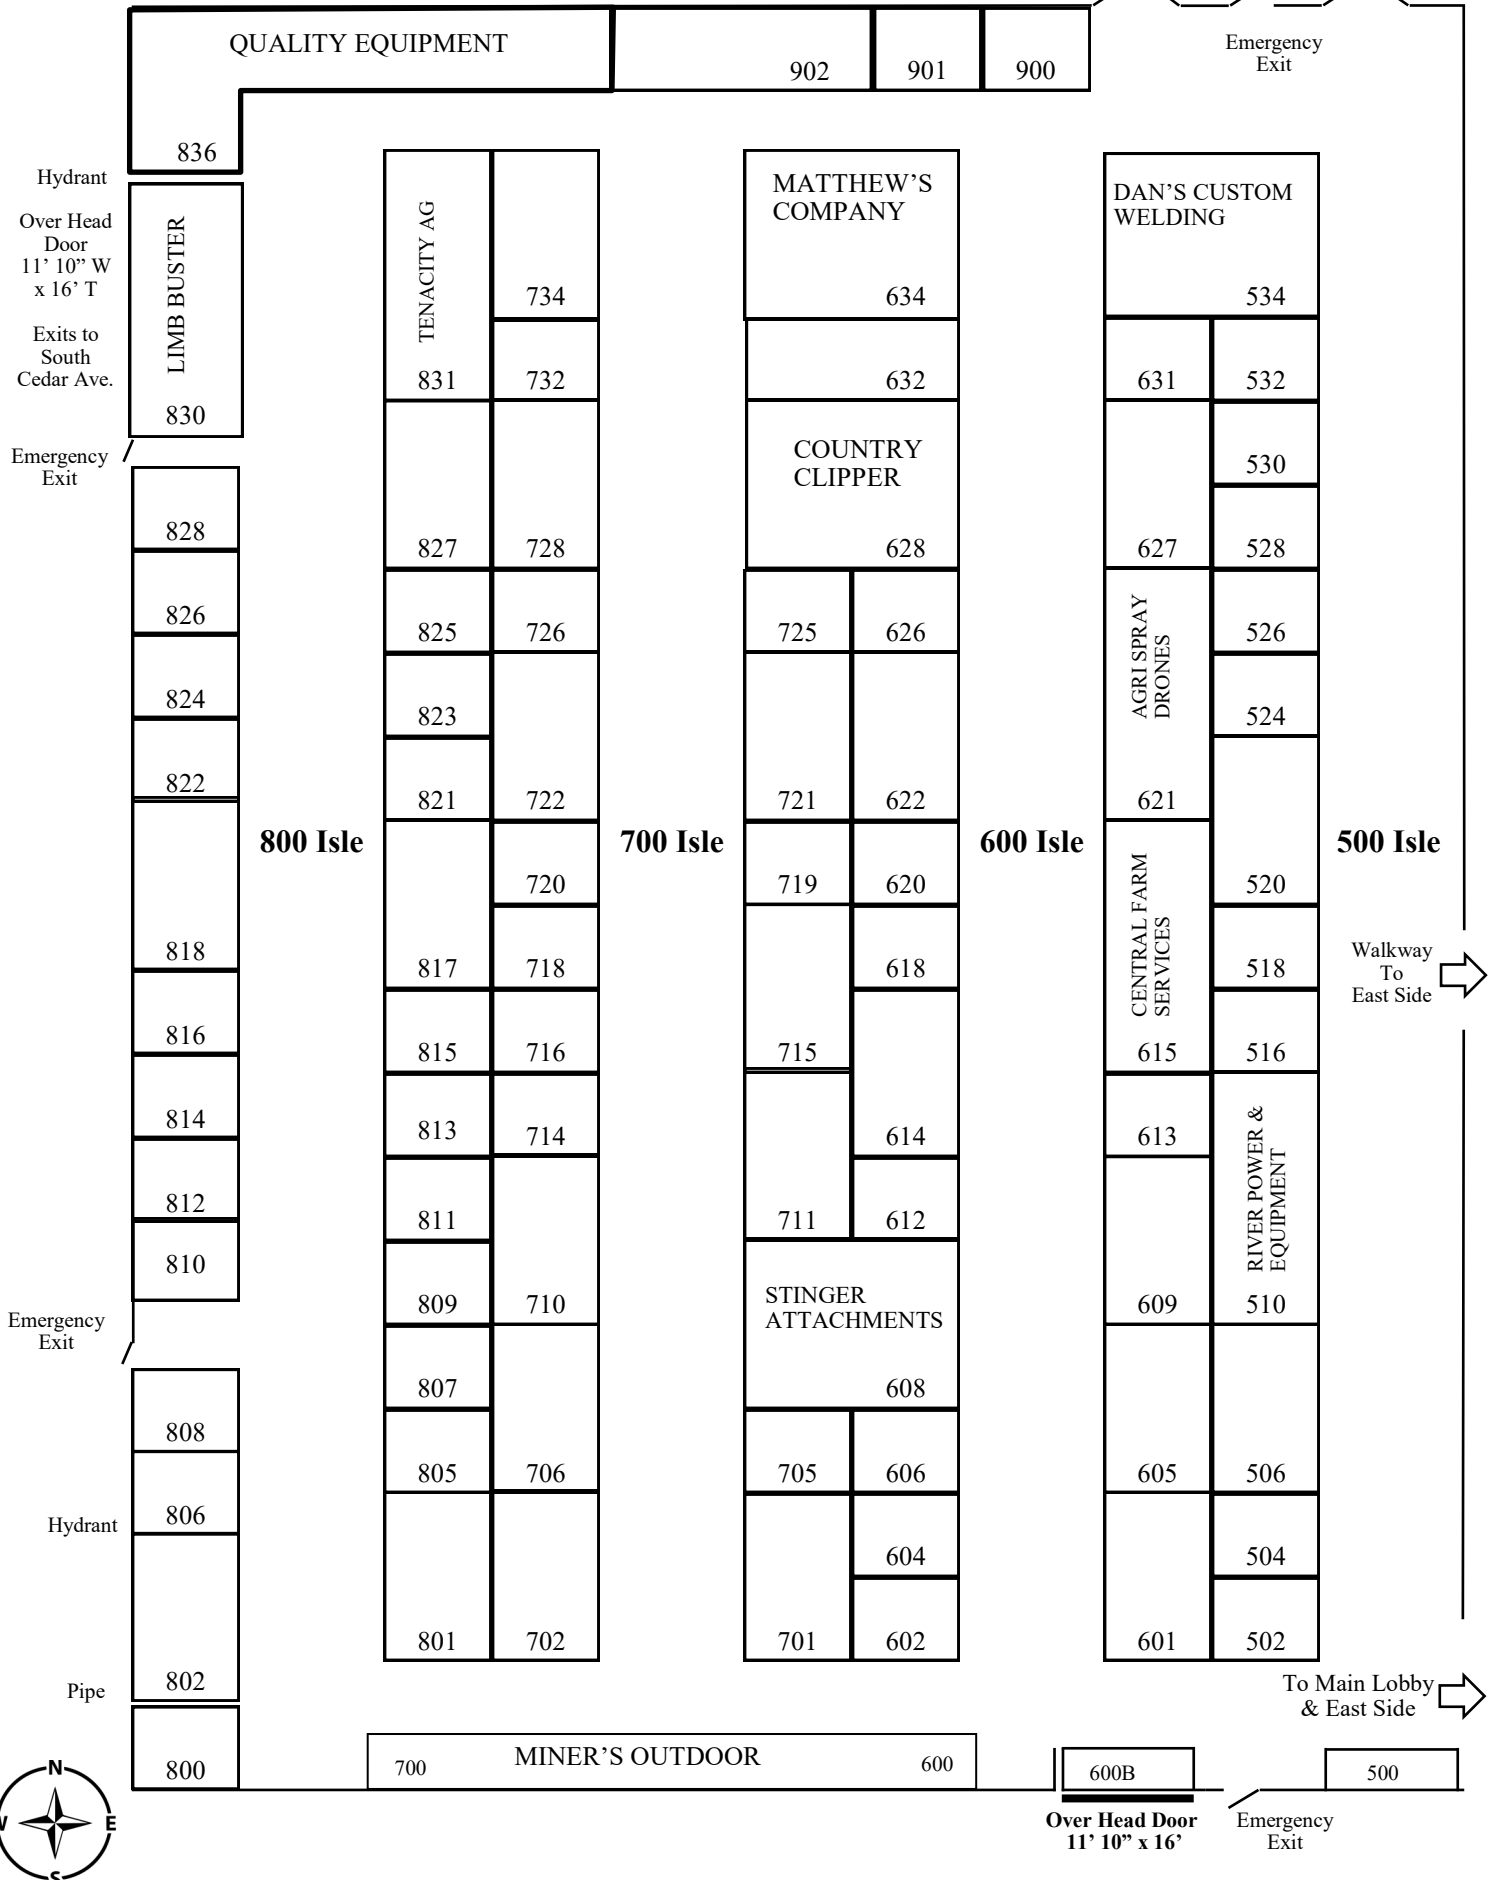 QUALITY EQUIPMENT
902
901
900
Emergency
Exit
836
Hydrant
Over Head
Door
11’ 10” W
x 16’ T
Exits to
South
Cedar Ave.
LIMB BUSTER
830
Emergency
Exit
828
826
824
822
818
816
814
812
810
Emergency
Exit
808
806
Hydrant
802
Pipe
800
800 Isle
TENACITY AG
831
827
825
823
821
817
815
813
811
809
807
805
801
734
732
728
726
722
720
718
716
714
710
706
702
700 Isle
MATTHEW’S
COMPANY
634
632
COUNTRY
CLIPPER
628
725
626
721
622
719
620
618
715
614
711
612
STINGER
ATTACHMENTS
608
705
606
604
701
602
600 Isle
DAN’S CUSTOM
WELDING
534
631
627
AGRI SPRAY
DRONES
621
CENTRAL FARM
SERVICES
615
613
609
605
601
532
530
528
526
524
520
518
516
RIVER POWER &
EQUIPMENT
510
506
504
502
500 Isle
Walkway
To
East Side
To Main Lobby
& East Side
700
MINER’S OUTDOOR
600
600B
500
Over Head Door
11’ 10” x 16’
Emergency
Exit
N
E